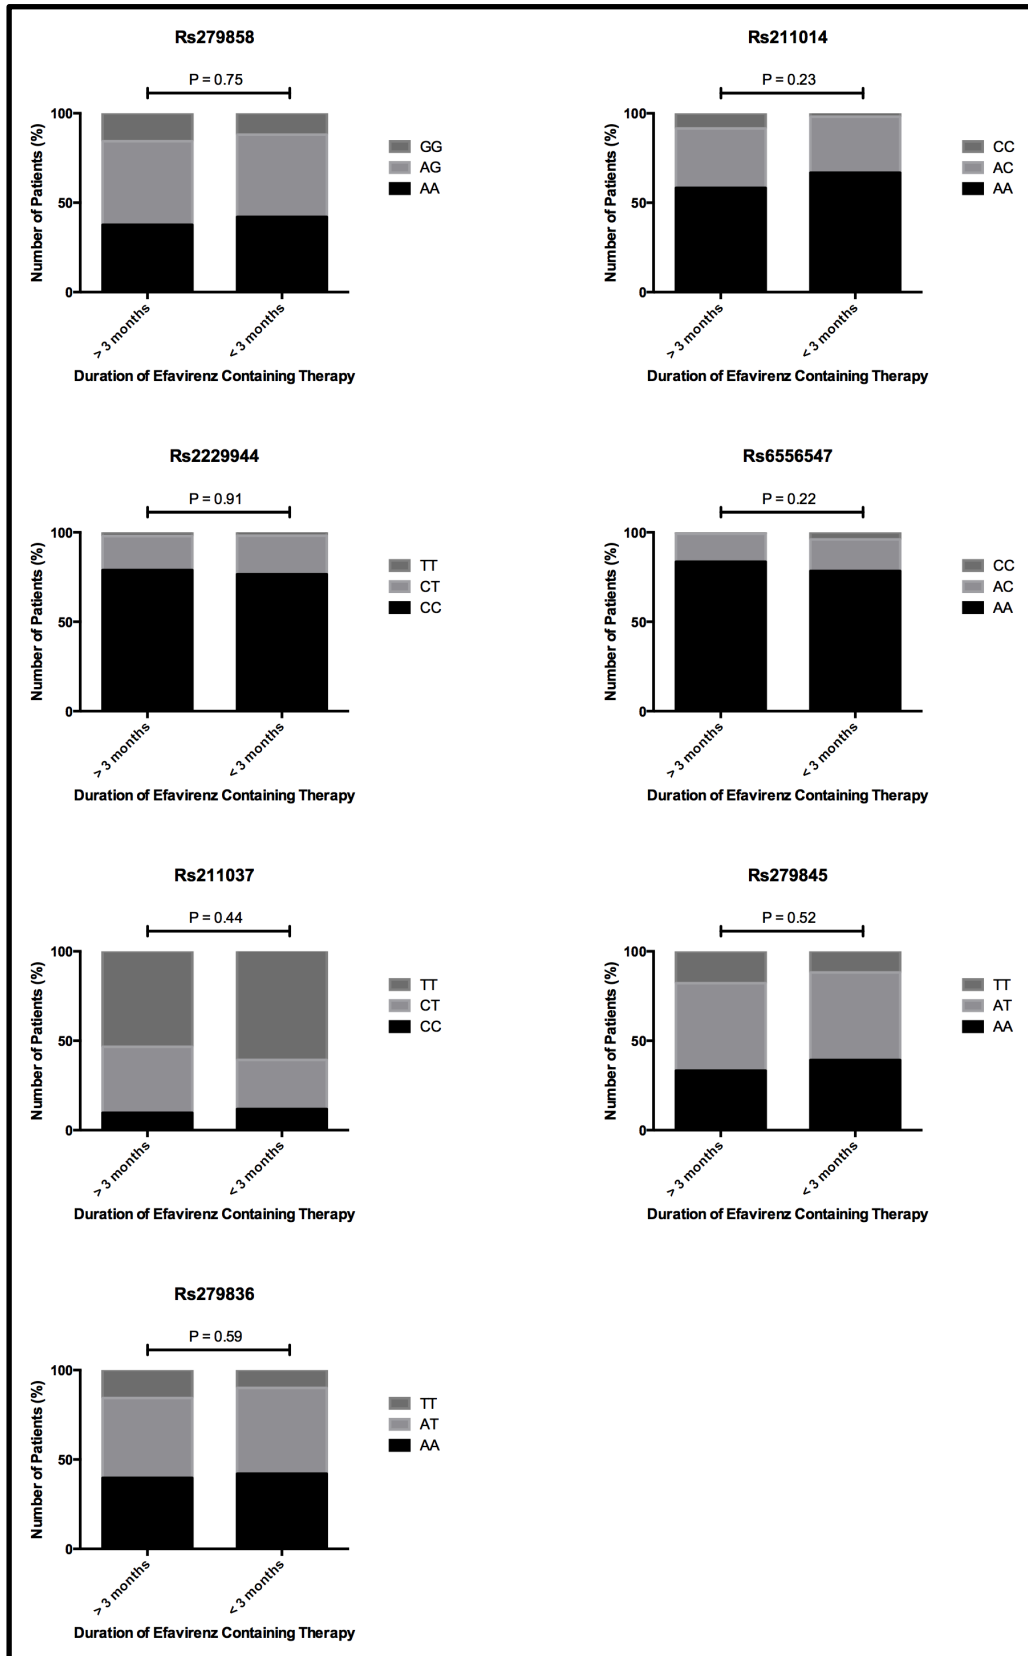 Rs279858
P = 0.75
Number of Patients (%)
100
50
0
> 3 months
< 3 months
Duration of Efavirenz Containing Therapy
GG
AG
AA
Rs211014
P = 0.23
Number of Patients (%)
100
50
0
> 3 months
< 3 months
Duration of Efavirenz Containing Therapy
CC
AC
AA
Rs2229944
P = 0.91
Number of Patients (%)
100
50
0
> 3 months
< 3 months
Duration of Efavirenz Containing Therapy
TT
CT
CC
Rs6556547
P = 0.22
Number of Patients (%)
100
50
0
> 3 months
< 3 months
Duration of Efavirenz Containing Therapy
CC
AC
AA
Rs211037
P = 0.44
Number of Patients (%)
100
50
0
> 3 months
< 3 months
Duration of Efavirenz Containing Therapy
TT
CT
CC
Rs279845
P = 0.52
Number of Patients (%)
100
50
0
> 3 months
< 3 months
Duration of Efavirenz Containing Therapy
TT
AT
AA
Rs279836
P = 0.59
Number of Patients (%)
100
50
0
> 3 months
< 3 months
Duration of Efavirenz Containing Therapy
TT
AT
AA